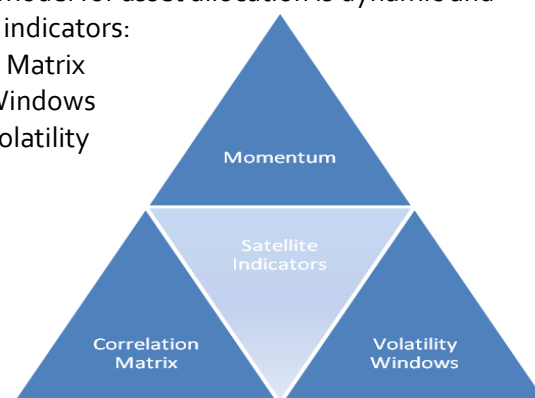 model for asset allocation is dynamic and
indicators:
Matrix
Windows
olatility
Momentum
Satellite
Indicators
Correlation
Matrix
Volatility
Windows